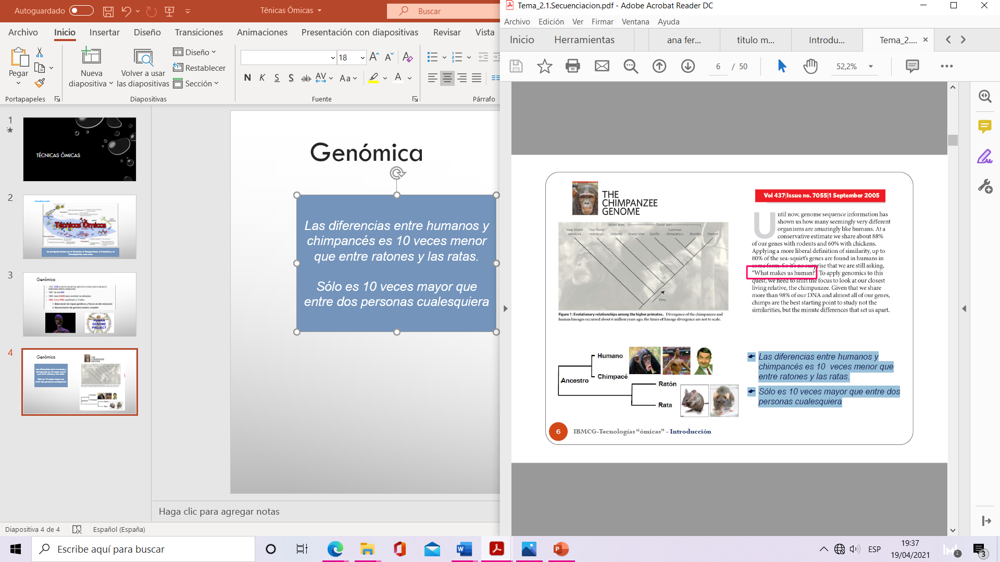 Autoguardado
Ténicas Ómicas
Buscar
Archivo
Inicio
Insertar
Diseño
Transiciones
Animaciones
Presentación con diapositivas
Revisar
Vista
Pegar
Portapapeles
Nueva
diapositiva
Volver a usar
las diapositivas
Diseño
Restablecer
Sección
Diapositivas
18
N K S S ab AV Aa A
Fuente
Párrafo
1
TÉCNICAS ÓMICAS
2
Técnicas Ómicas
3
Genómica
HUMAN
GENOME
PROJECT
4
Genómica
THE
CHIMPANZEE
GENOME
Genómica
Las diferencias entre humanos y
chimpancés es 10 veces menor
que entre ratones y las ratas.
Sólo es 10 veces mayor que
entre dos personas cualesquiera
Haga clic para agregar notas
Diapositiva 4 de 4
Español (España)
Tema_2.1.Secuenciacion.pdf - Adobe Acrobat Reader DC
Archivo Edición Ver Firmar Ventana Ayuda
Inicio
Herramientas
ana fer...
titulo m...
Introdu...
Tema_2....
6 / 50
52,2%
THE
CHIMPANZEE
GENOME
Lesser apes
Great apes
New World
monkeys
Old World
monkeys
Gibbons
Orang-utan
Gorilla
Common
chimpanzee
Bonobo
Human
Time
Figure 1 | Evolutionary relationships among the higher primates. Divergence of the chimpanzee and
human lineages occurred about 6 million years ago; the times of lineage divergence are not to scale.
Vol 437|Issue no. 7055|1 September 2005
Until now, genome sequence information has
shown us how many seemingly very different
organisms are amazingly like humans. At a
conservative estimate we share about 88%
of our genes with rodents and 60% with chickens.
Applying a more liberal definition of similarity, up to
80% of the sea-squirt's genes are found in humans in
some form. So it's no surprise that we are still asking,
“What makes us human?” To apply genomics to this
quest, we need to shift the focus to look at our closest
living relative, the chimpanzee. Given that we share
more than 98% of our DNA and almost all of our genes,
chimps are the best starting point to study not the
similarities, but the minute differences that set us apart.
Ancestro
Humano
Chimpacé
Ratón
Rata
Las diferencias entre humanos y
chimpancés es 10 veces menor que
entre ratones y las ratas.
Sólo es 10 veces mayor que entre dos
personas cualesquiera
6
IBMCG-Tecnologías “ómicas” - Introducción
Escribe aquí para buscar
ESP
19:37
19/04/2021
3
3